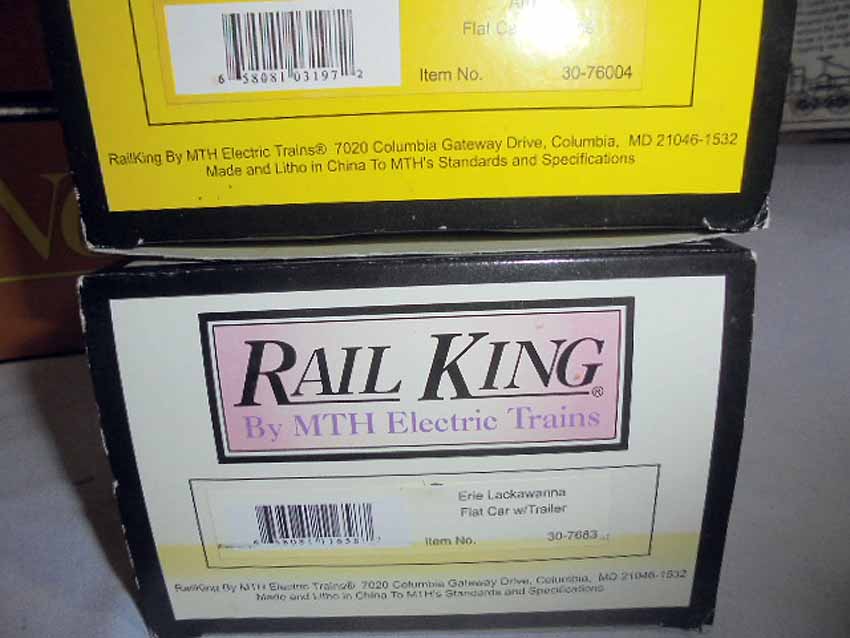 Flat
6 58081 03197 2
Item No. 30-76004
RailKing By MTH Electric Trains® 7020 Columbia Gateway Drive, Columbia, MD 21046-1532
Made and Litho in China To MTH's Standards and Specifications
RAIL KING®
By MTH Electric Trains
Erie Lackawanna
Flat Car w/Trailer
Item No. 30-7683
RailKing By MTH Electric Trains® 7020 Columbia Gateway Drive, Columbia, MD 21046-1532
Made and Litho in China To MTH's Standards and Specifications